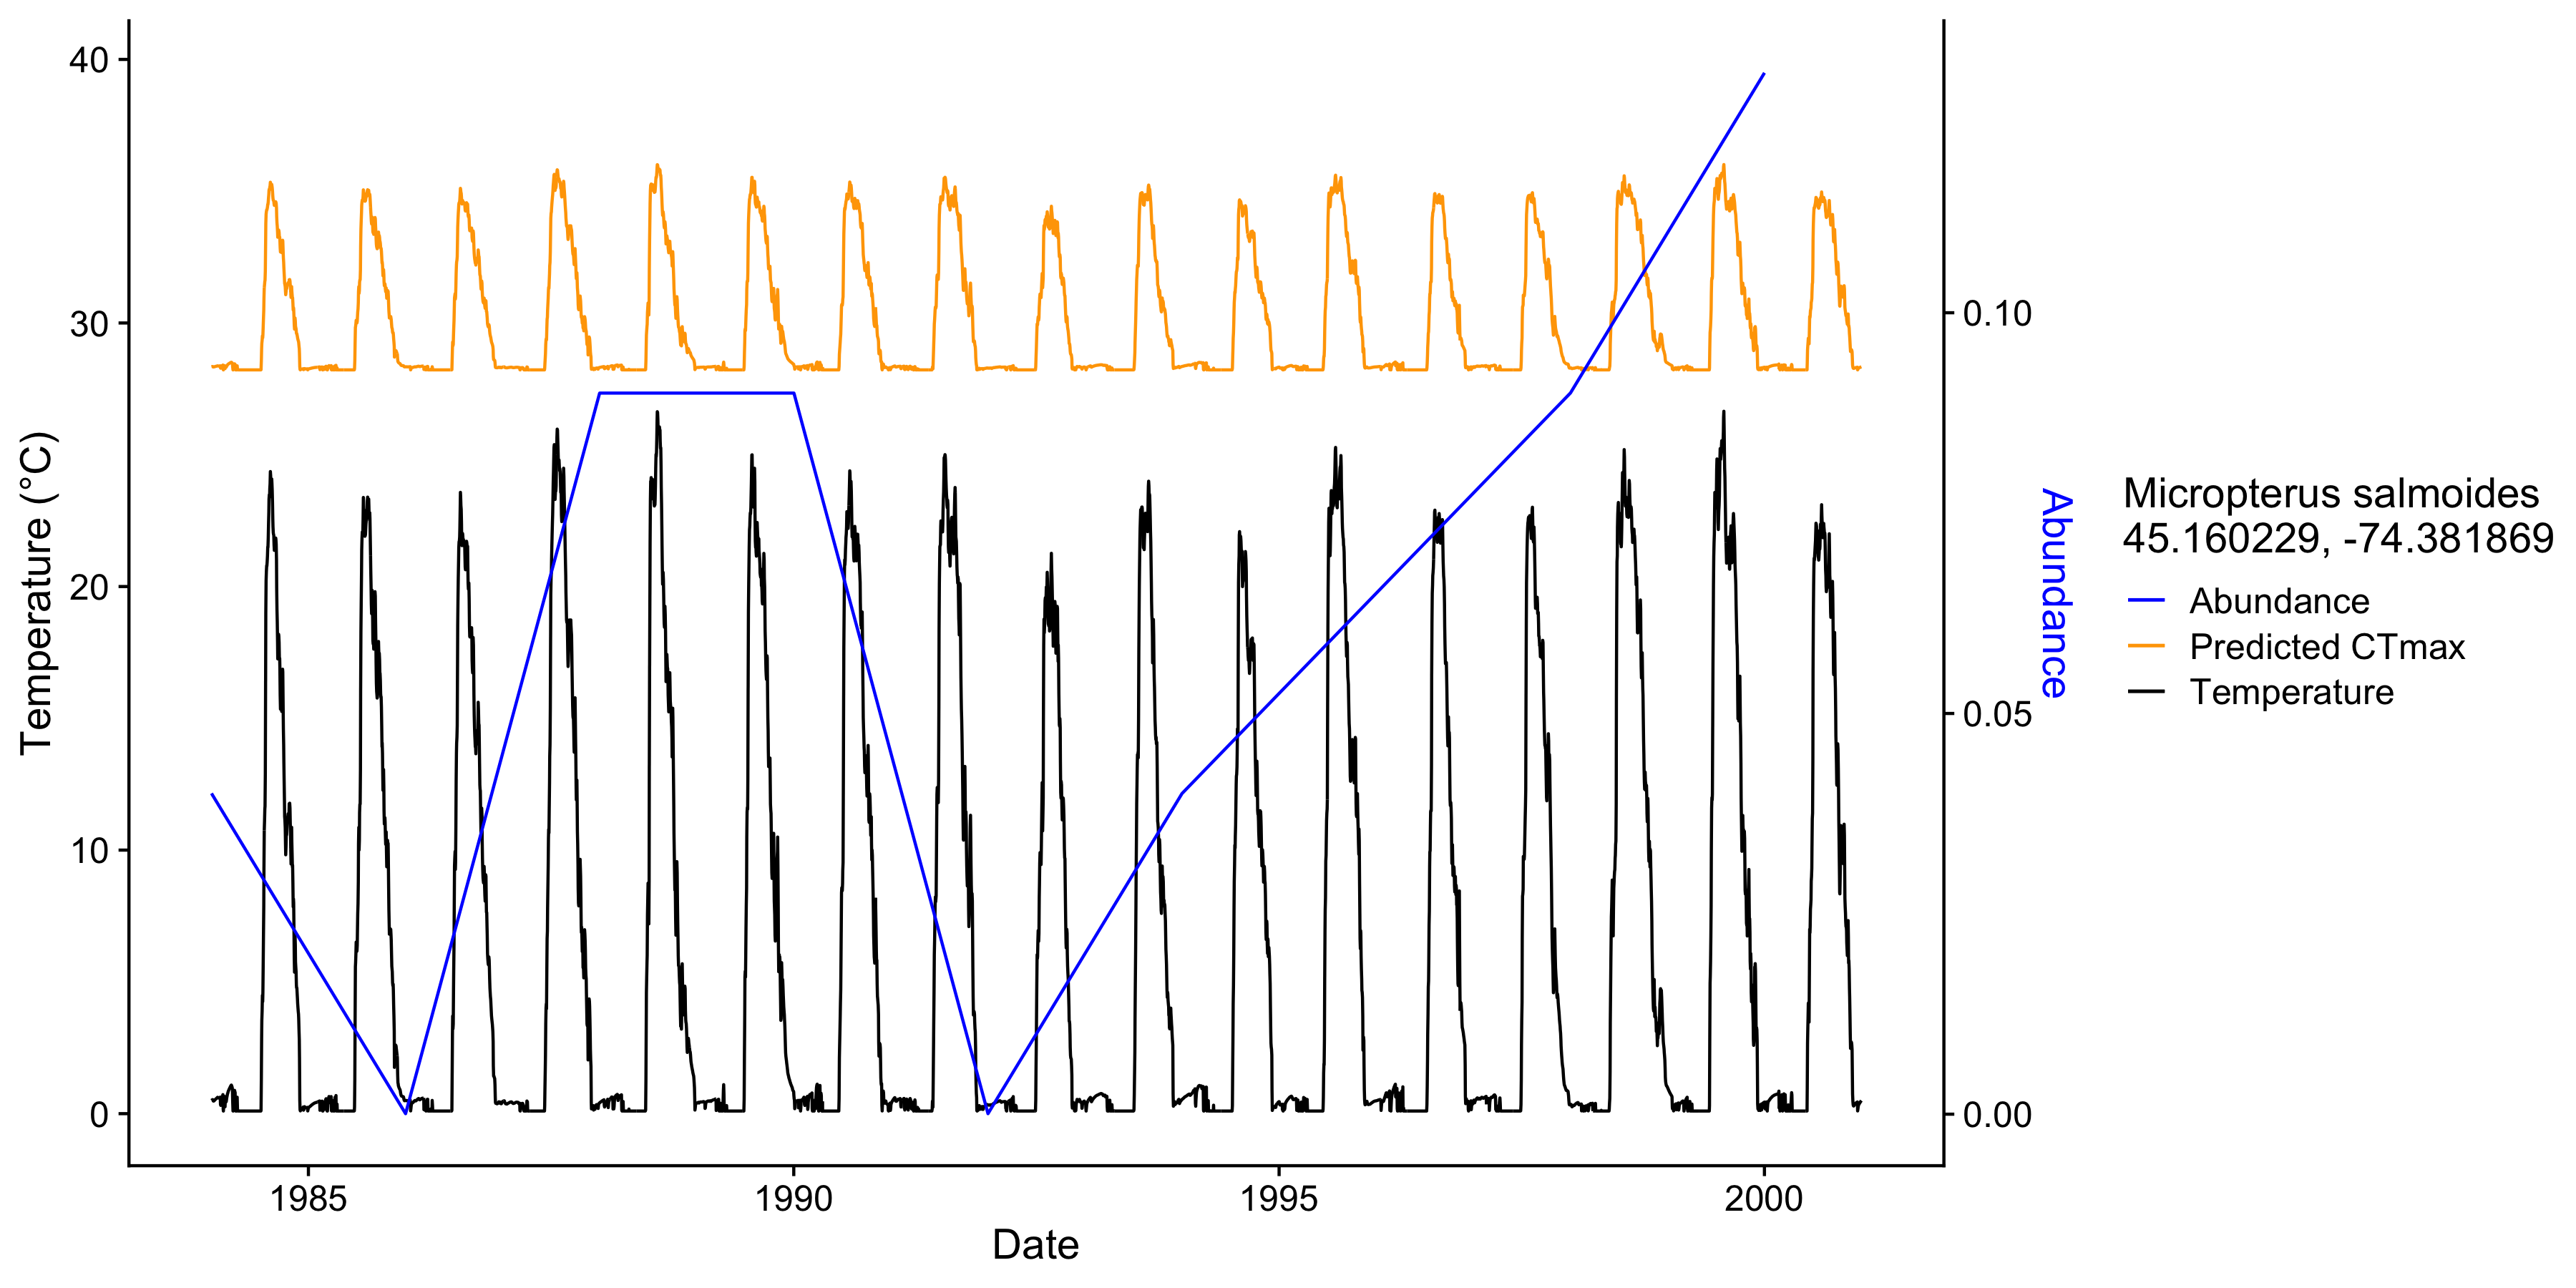 40
30
20
10
0
Temperature (°C)
1985
1990
1995
2000
Date
0.10
0.05
0.00
Abundance
Micropterus salmoides
45.160229, -74.381869
Abundance
Predicted CTmax
Temperature